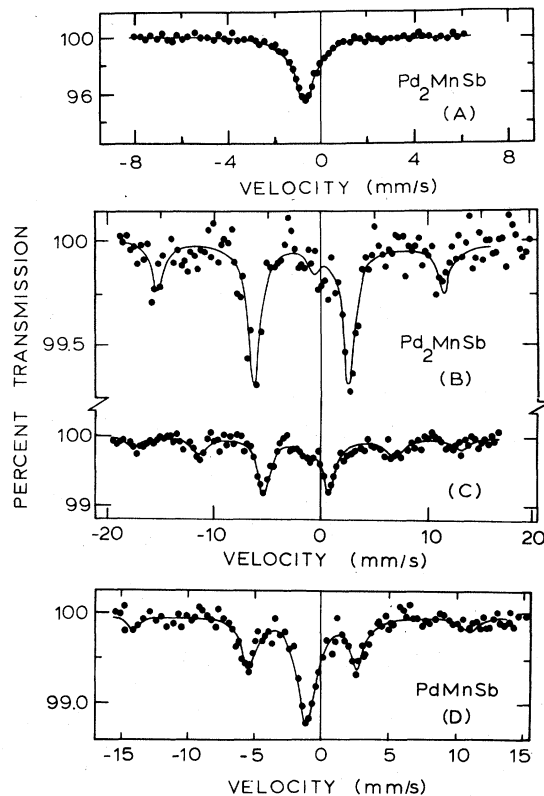 100
96
Pd2MnSb
(A)
-8 -4 0 4 8
VELOCITY (mm/s)
PERCENT TRANSMISSION
100
99.5
Pd2MnSb
(B)
100
99
(C)
-20 -10 0 10 20
VELOCITY (mm/s)
100
99.0
PdMnSb
(D)
-15 -10 -5 0 5 10 15
VELOCITY (mm/s)